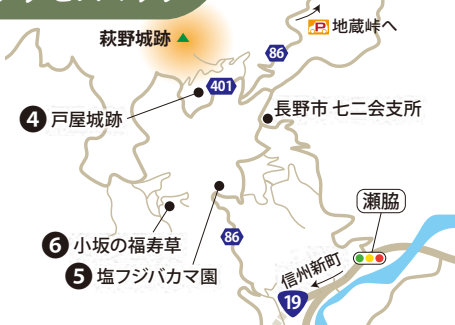 萩野城跡
86
P
地蔵峠へ
401
4 戸屋城跡
長野市 七二会支所
瀬脇
6 小坂の福寿草
86
5 塩フジバカマ園
信州新町
19